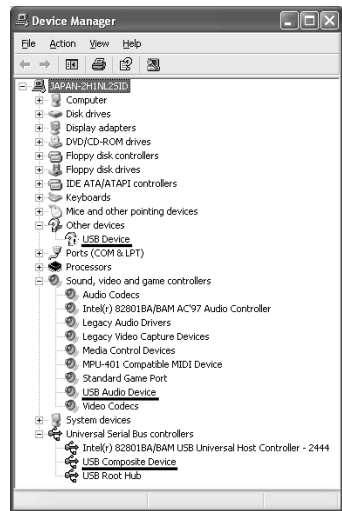 Device Manager
File Action View Help
JAPAN-2H1NL2SID
Computer
Disk drives
Display adapters
DVD/CD-ROM drives
Floppy disk controllers
Floppy disk drives
IDE ATA/ATAPI controllers
Keyboards
Mice and other pointing devices
Other devices
USB Device
Ports (COM & LPT)
Processors
Sound, video and game controllers
Audio Codecs
Intel(r) 82801BA/BAM AC'97 Audio Controller
Legacy Audio Drivers
Legacy Video Capture Devices
Media Control Devices
MPU-401 Compatible MIDI Device
Standard Game Port
USB Audio Device
Video Codecs
System devices
Universal Serial Bus controllers
Intel(r) 82801BA/BAM USB Universal Host Controller - 2444
USB Composite Device
USB Root Hub